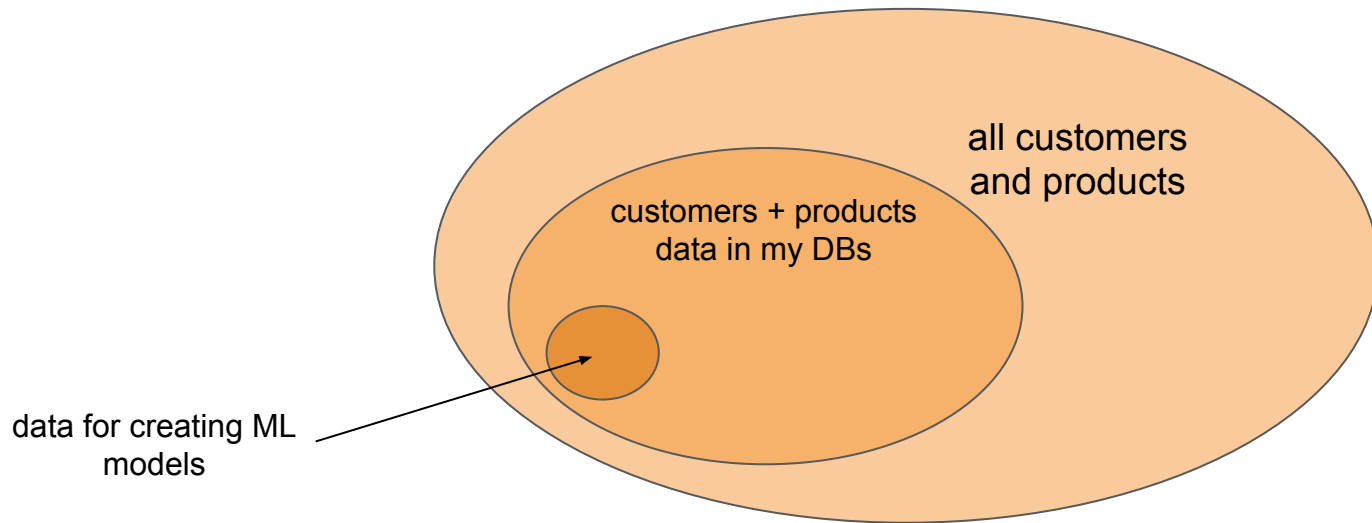 all customers
and products
customers + products
data in my DBs
data for creating ML
models